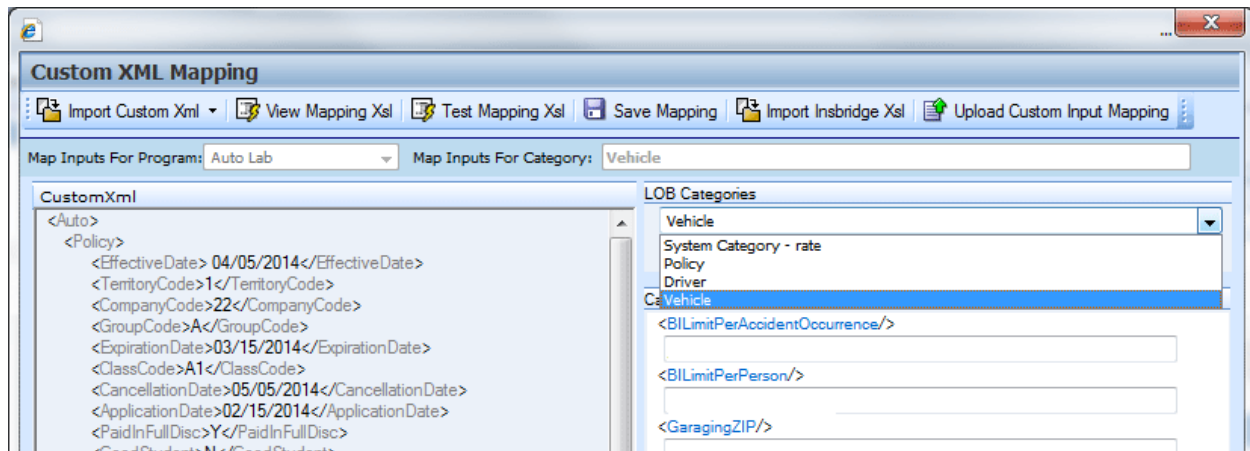 Custom XML Mapping
Import Custom Xml View Mapping Xsl Test Mapping Xsl Save Mapping Import Insbridge Xsl Upload Custom Input Mapping
Map Inputs For Program: Auto Lab Map Inputs For Category: Vehicle
CustomXml
<Auto>
<Policy>
<EffectiveDate> 04/05/2014</EffectiveDate>
<TerritoryCode>1</TerritoryCode>
<CompanyCode>22</CompanyCode>
<GroupCode>A</GroupCode>
<ExpirationDate>03/15/2014</ExpirationDate>
<ClassCode>A1</ClassCode>
<CancellationDate>05/05/2014</CancellationDate>
<ApplicationDate>02/15/2014</ApplicationDate>
<PaidInFullDisc>Y</PaidInFullDisc>
<GoodStudent>N</GoodStudent>
LOB Categories
Vehicle
System Category - rate
Policy
Driver
Vehicle
Ca
<BILimitPerAccidentOccurrence/>
<BILimitPerPerson/>
<GaragingZIP/>